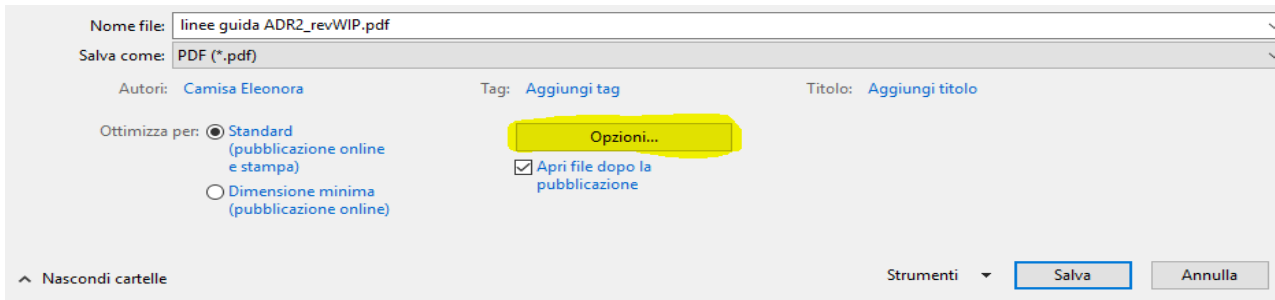 Nome file: linee guida ADR2_revWIP.pdf
Salva come: PDF (*.pdf)
Autori: Camisa Eleonora Tag: Aggiungi tag Titolo: Aggiungi titolo
Ottimizza per: Standard
(pubblicazione online
e stampa)
Dimensione minima
(pubblicazione online)
Opzioni...
Apri file dopo la
pubblicazione
Nascondi cartelle Strumenti Salva Annulla